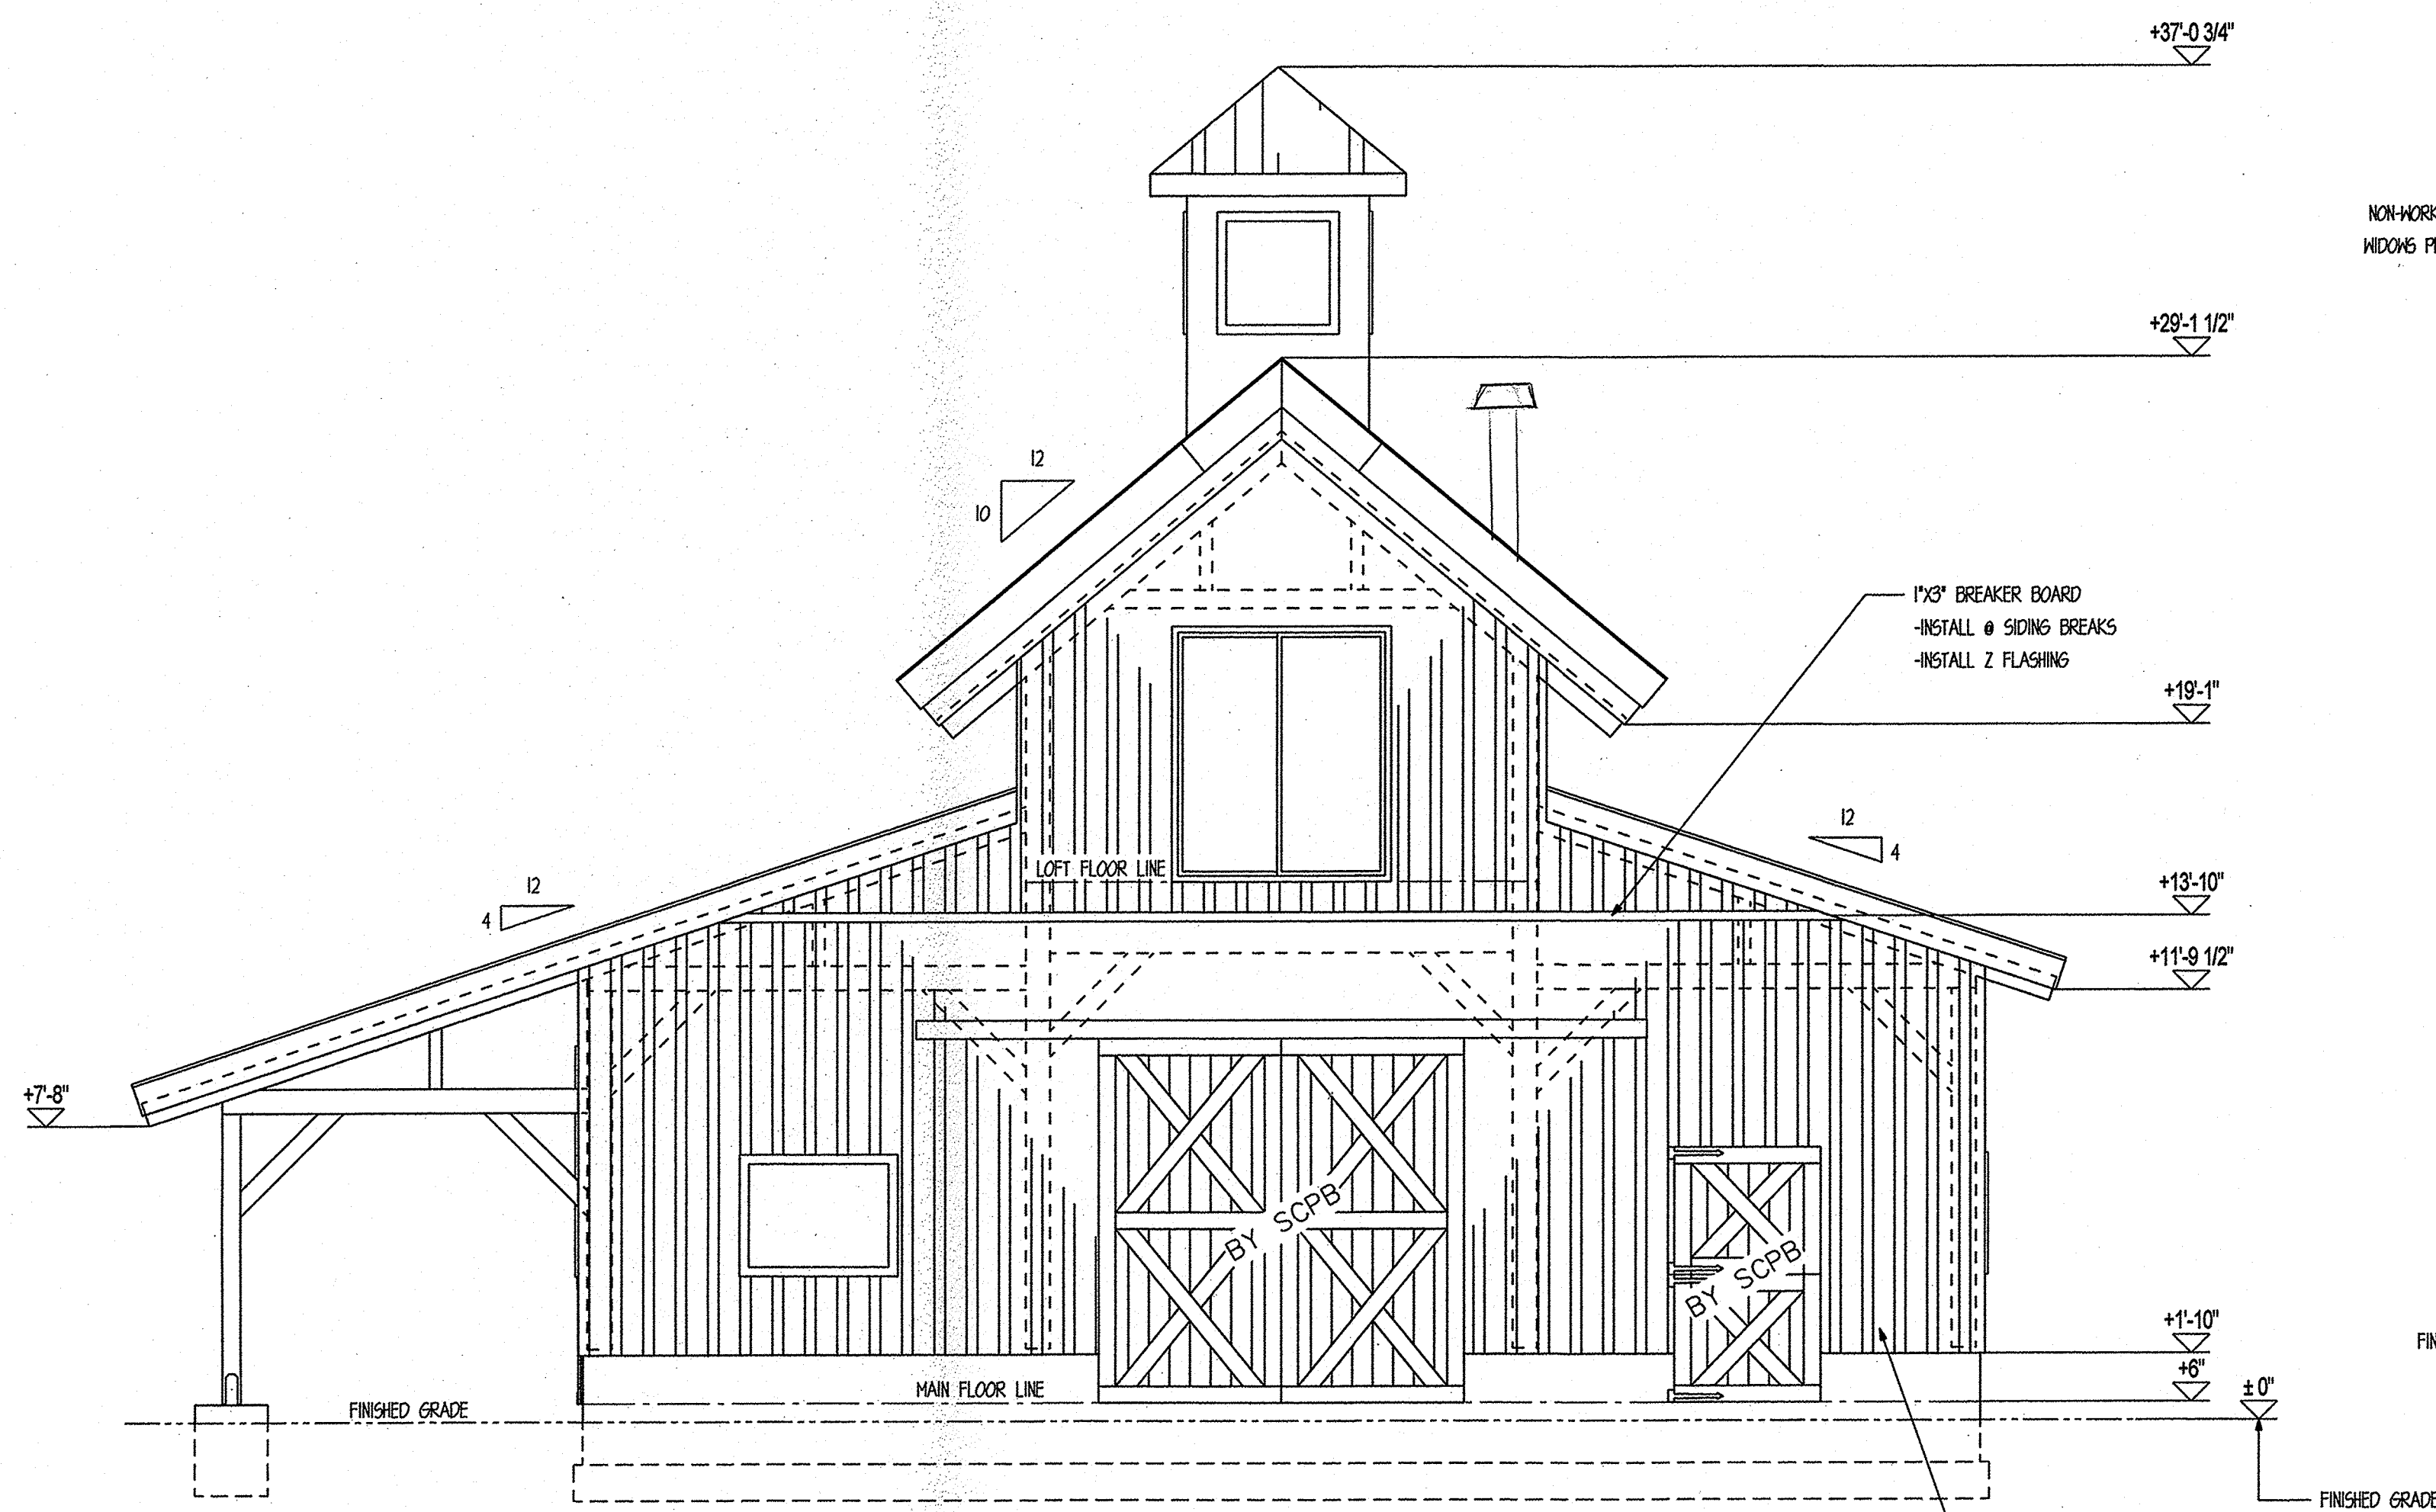 +37'-0 3/4"
NON-WORK
WIDOWS
+29'-1 1/2"
12
10
1"X3" BREAKER BOARD
-INSTALL @ SIDING BREAKS
-INSTALL Z FLASHING
+19'-1"
12
4
LOFT FLOOR LINE
12
4
+13'-10"
+11'-9 1/2"
+7'-8"
BY SCPB
BY SCPB
+1'-10"
+6"
±0"
MAIN FLOOR LINE
FINISHED GRADE
FINISHED GRADE